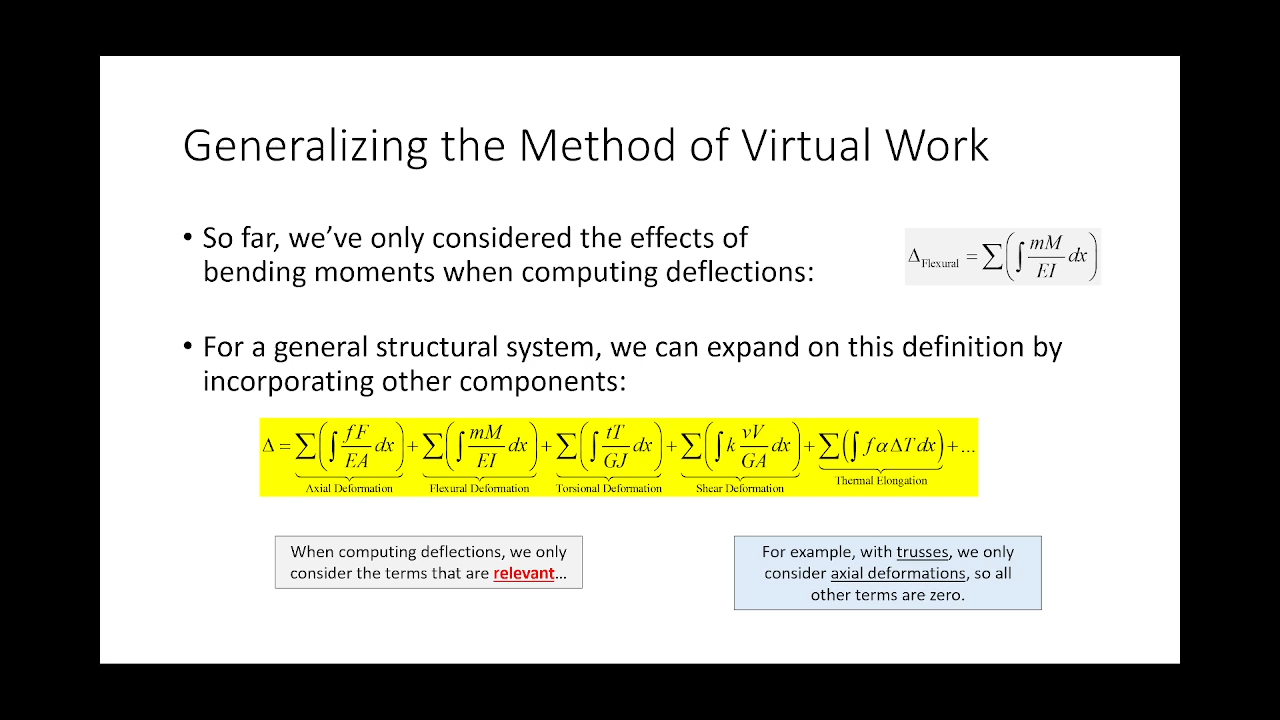 Generalizing the Method of Virtual Work
• So far, we’ve only considered the effects of
bending moments when computing deflections:
Δ_Flexural = ∑(∫ mM/EI dx)
• For a general structural system, we can expand on this definition by
incorporating other components:
Δ = ∑(∫ fF/EA dx) + ∑(∫ mM/EI dx) + ∑(∫ tT/GJ dx) + ∑(∫ k vV/GA dx) + ∑(∫ fαΔT dx) + ...
Axial Deformation Flexural Deformation Torsional Deformation Shear Deformation Thermal Elongation
When computing deflections, we only
consider the terms that are relevant...
For example, with trusses, we only
consider axial deformations, so all
other terms are zero.